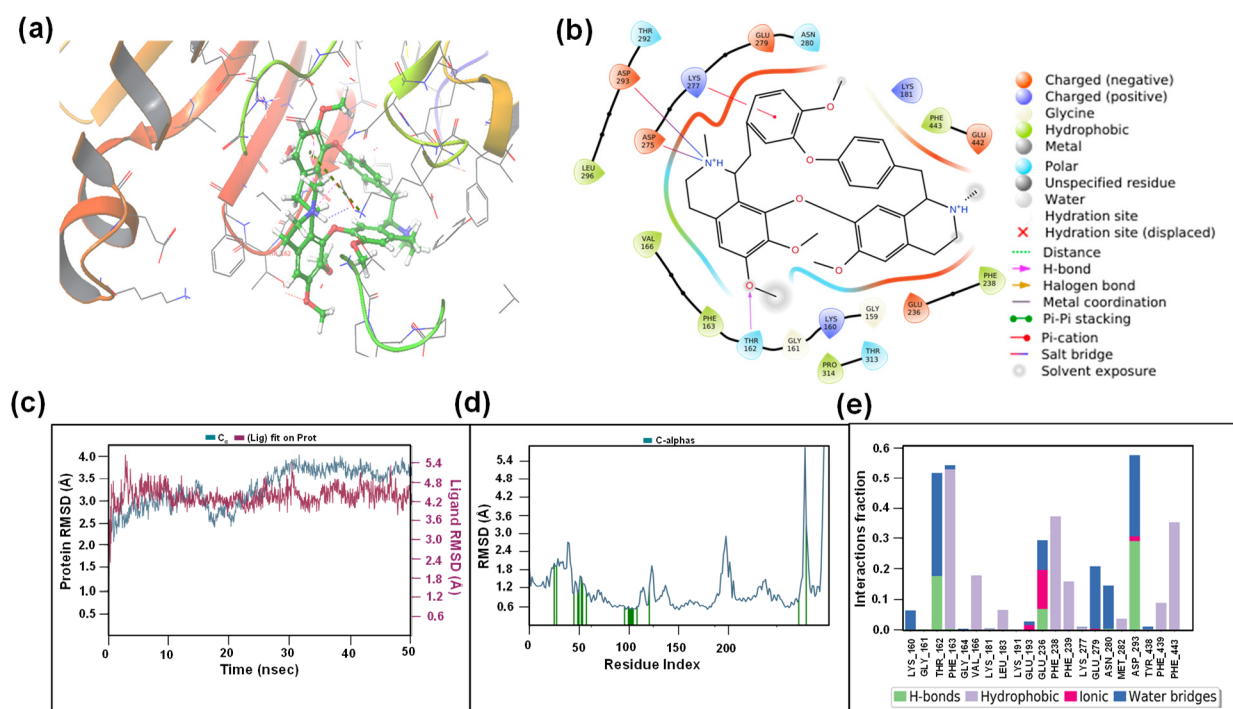 (a)
162
(b)
THR
292
GLU
279
ASN
280
ASP
293
LYS
277
LYS
181
PHE
443
GLU
442
ASP
275
LEU
296
VAL
166
PHE
163
THR
162
GLY
161
LYS
160
GLY
159
GLU
236
PHE
238
PRO
314
THR
313
O
O
N⁺H
O
N⁺H
O
O
O
Charged (negative)
Charged (positive)
Glycine
Hydrophobic
Metal
Polar
Unspecified residue
Water
Hydration site
Hydration site (displaced)
Distance
H-bond
Halogen bond
Metal coordination
Pi-Pi stacking
Pi-cation
Salt bridge
Solvent exposure
(c)
Cα (Lig) fit on Prot
Protein RMSD (Å)
4.0
3.5
3.0
2.5
2.0
1.5
1.0
0.5
5.4
4.8
4.2
3.6
3.0
2.4
1.8
1.2
0.6
Ligand RMSD (Å)
0 10 20 30 40 50
Time (nsec)
(d)
C-alphas
RMSD (Å)
5.4
4.8
4.2
3.6
3.0
2.4
1.8
1.2
0.6
0 50 100 150 200
Residue Index
(e)
Interactions fraction
0.6
0.5
0.4
0.3
0.2
0.1
0.0
LYS_160
GLY_161
THR_162
PHE_163
GLY_164
VAL_166
LYS_181
LEU_183
LYS_191
GLU_193
GLU_236
PHE_238
PHE_239
LYS_277
GLU_279
ASN_280
MET_282
ASP_293
TYR_438
PHE_439
PHE_443
H-bonds Hydrophobic Ionic Water bridges